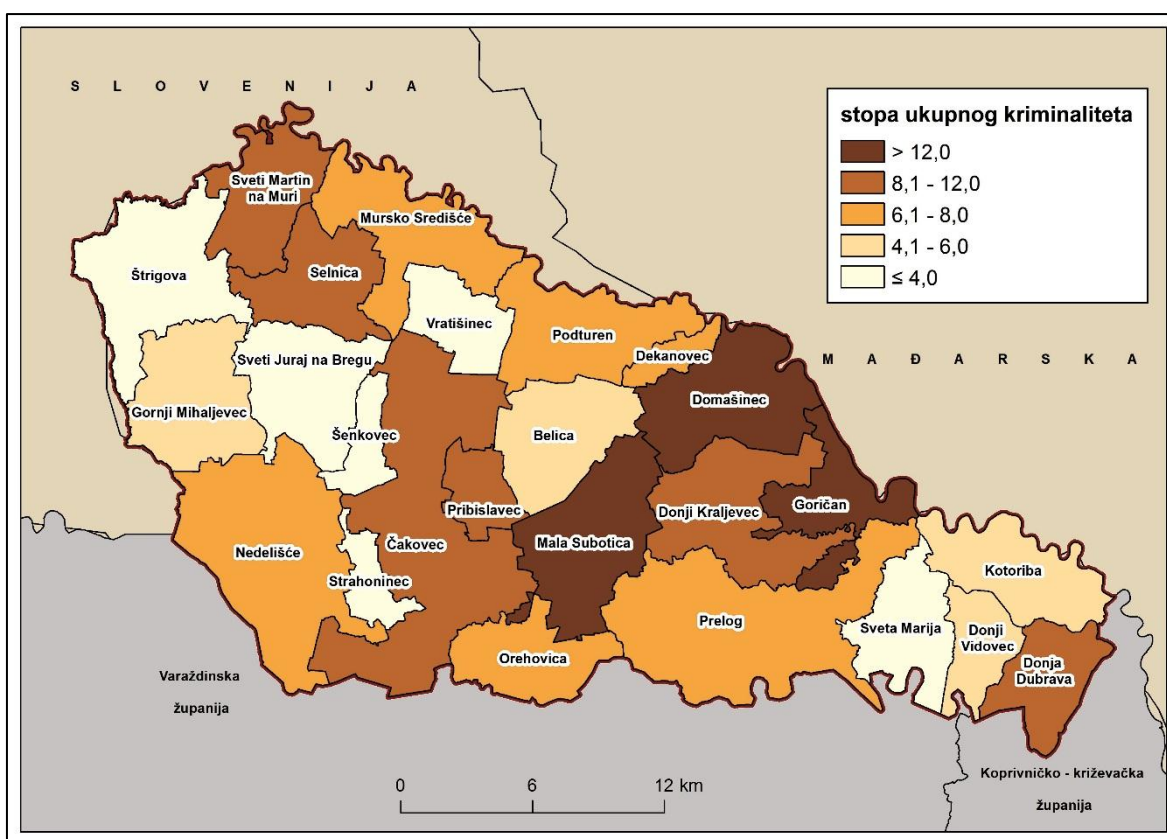 S L O V E N I J A
stopa ukupnog kriminaliteta
> 12,0
8,1 - 12,0
6,1 - 8,0
4,1 - 6,0
≤ 4,0
Sveti Martin
na Muri
Mursko Središće
Štrigova
Selnica
Vratišinec
Podturen
Dekanovec
M A Đ A R S K A
Sveti Juraj na Bregu
Gornji Mihaljevec
Šenkovec
Belica
Domašinec
Pribislavec
Donji Kraljevec
Goričan
Nedelišće
Čakovec
Mala Subotica
Strahoninec
Kotoriba
Prelog
Sveta Marija
Donji
Vidovec
Orehovica
Donja
Dubrava
Varaždinska
županija
0 6 12 km
Koprivničko - križevačka
županija